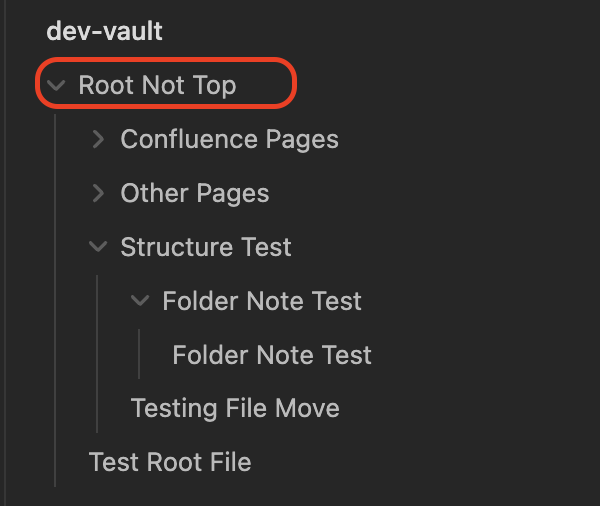 dev-vault
Root Not Top
Confluence Pages
Other Pages
Structure Test
Folder Note Test
Folder Note Test
Testing File Move
Test Root File